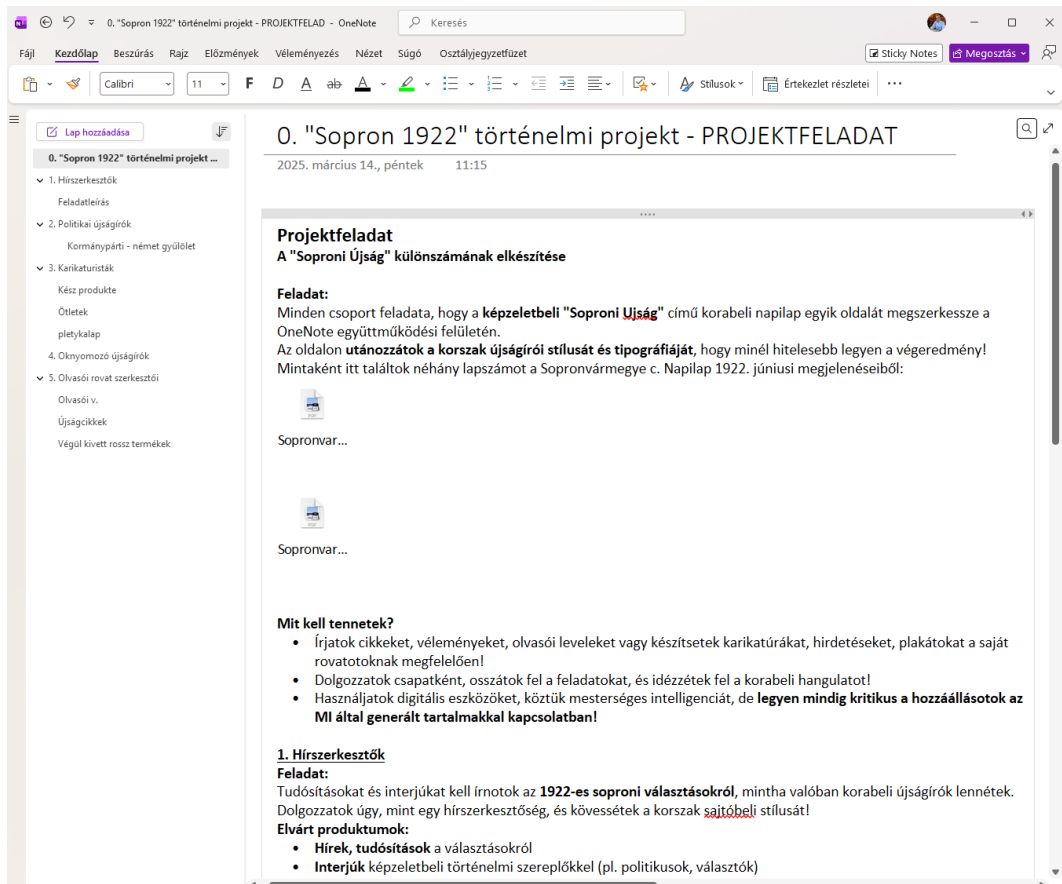 0. "Sopron 1922" történelmi projekt - PROJEKTFELAD - OneNote
Keresés
Fájl Kezdőlap Beszúrás Rajz Előzmények Véleményezés Nézet Súgó Osztályjegyzetfüzet
Sticky Notes Megosztás
Calibri 11 F D A ab A Stílusok Értekezlet részletei
Lap hozzáadása
0. "Sopron 1922" történelmi projekt ...
1. Hírszerkesztők
Feladatleírás
2. Politikai újságírók
Kormánypárti - német gyűlölet
3. Karikaturisták
Kész produkte
Ötletek
pletykalap
4. Oknyomozó újságírók
5. Olvasói rovat szerkesztői
Olvasói v.
Újságcikkek
Végül kivett rossz termékek
0. "Sopron 1922" történelmi projekt - PROJEKTFELADAT
2025. március 14., péntek 11:15
Projektfeladat
A "Soproni Újság" különszámának elkészítése
Feladat:
Minden csoport feladata, hogy a képzeletbeli "Soproni Ujság" című korabeli napilap egyik oldalát megszerkessze a
OneNote együttműködési felületén.
Az oldalon utánozzátok a korszak újságírói stílusát és tipográfiáját, hogy minél hitelesebb legyen a végeredmény!
Mintaként itt találtok néhány lapszámot a Sopronvármegye c. Napilap 1922. júniusi megjelenéseiből:
Sopronvar...
Sopronvar...
Mit kell tennetek?
• Írjatok cikkeket, véleményeket, olvasói leveleket vagy készítsetek karikatúrákat, hirdetéseket, plakátokat a saját
rovatotoknak megfelelően!
• Dolgozzatok csapatként, osszátok fel a feladatokat, és idézzétek fel a korabeli hangulatot!
• Használjatok digitális eszközöket, köztük mesterséges intelligenciát, de legyen mindig kritikus a hozzáállásotok az
MI által generált tartalmakkal kapcsolatban!
1. Hírszerkesztők
Feladat:
Tudósításokat és interjúkat kell írnotok az 1922-es soproni választásokról, mintha valóban korabeli újságírók lennétek.
Dolgozzatok úgy, mint egy hírszerkesztőség, és kövessétek a korszak sajtóbeli stílusát!
Elvárt produktumok:
• Hírek, tudósítások a választásokról
• Interjúk képzeletbeli történelmi szereplőkkel (pl. politikusok, választók)